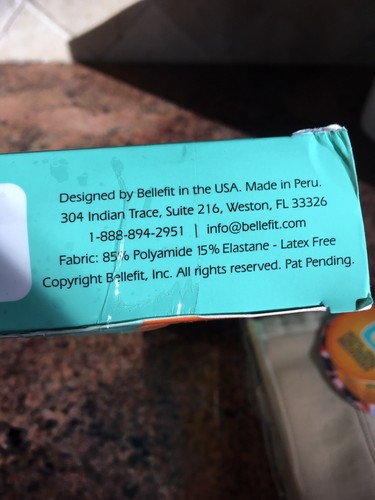 Designed by Bellefit in the USA. Made in Peru.
304 Indian Trace, Suite 216, Weston, FL 33326
1-888-894-2951 | info@bellefit.com
Fabric: 85% Polyamide 15% Elastane - Latex Free
Copyright Bellefit, Inc. All rights reserved. Pat Pending.